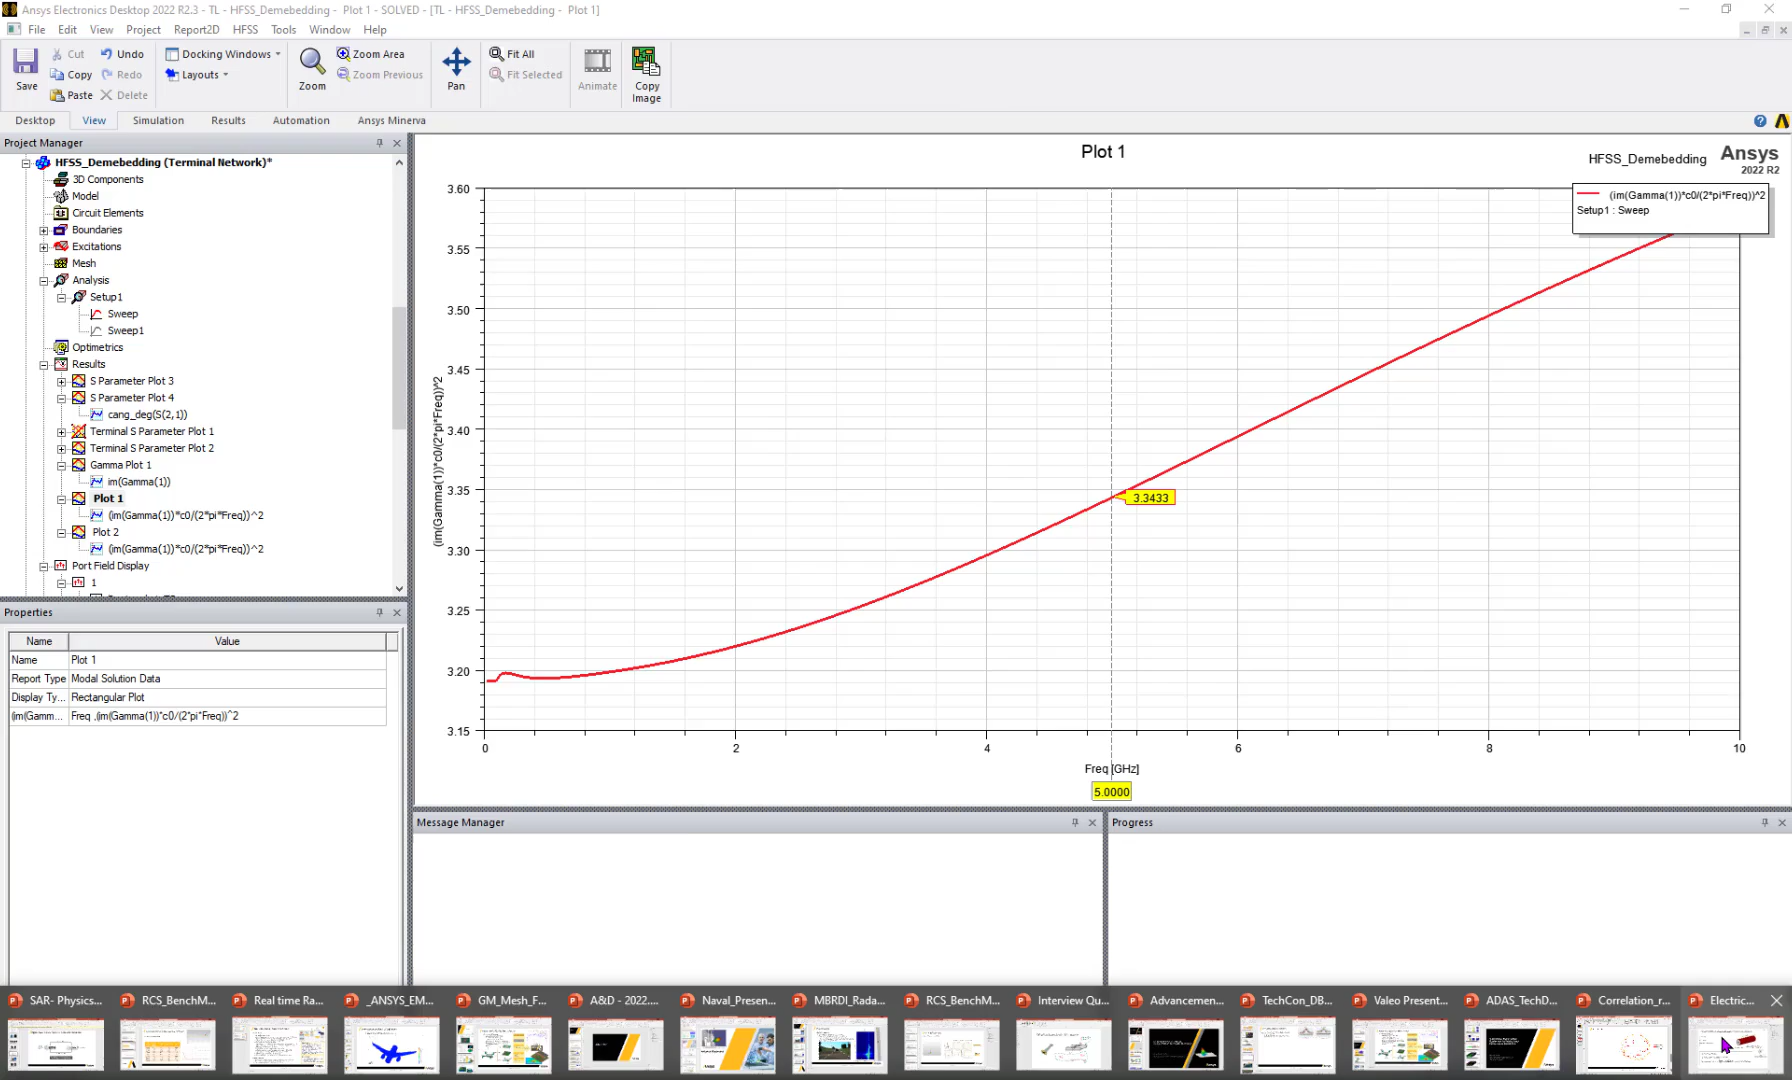 Ansys Electronics Desktop 2022 R2.3 - TL - HFSS_Demebedding - Plot 1 - SOLVED - [TL - HFSS_Demebedding - Plot 1]
File Edit View Project Report2D HFSS Tools Window Help
Save
Cut
Copy
Paste
Undo
Redo
Delete
Docking Windows
Layouts
Zoom
Zoom Area
Zoom Previous
Pan
Fit All
Fit Selected
Animate
Copy
Image
Desktop View Simulation Results Automation Ansys Minerva
Project Manager
HFSS_Demebedding (Terminal Network)*
3D Components
Model
Circuit Elements
Boundaries
Excitations
Mesh
Analysis
Setup1
Sweep
Sweep1
Optimetrics
Results
S Parameter Plot 3
S Parameter Plot 4
cang_deg(S(2,1))
Terminal S Parameter Plot 1
Terminal S Parameter Plot 2
Gamma Plot 1
im(Gamma(1))
Plot 1
(im(Gamma(1))*c0/(2*pi*Freq))^2
Plot 2
(im(Gamma(1))*c0/(2*pi*Freq))^2
Port Field Display
1
Properties
Name Value
Name Plot 1
Report Type Modal Solution Data
Display Ty... Rectangular Plot
(im(Gamm... Freq ,(im(Gamma(1))*c0/(2*pi*Freq))^2
Plot 1
HFSS_Demebedding
Ansys
2022 R2
(im(Gamma(1))*c0/(2*pi*Freq))^2
Setup1 : Sweep
(im(Gamma(1))*c0/(2*pi*Freq))^2
3.60
3.55
3.50
3.45
3.40
3.35
3.30
3.25
3.20
3.15
3.3433
0 2 4 6 8 10
Freq [GHz]
5.0000
Message Manager
Progress
SAR- Physics... RCS_BenchM... Real time Ra... _ANSYS_EM... GM_Mesh_F... A&D - 2022.... Naval_Presen... MBRDI_Rada... RCS_BenchM... Interview Qu... Advancemen... TechCon_DB... Valeo Present... ADAS_TechD... Correlation_r... Electric...